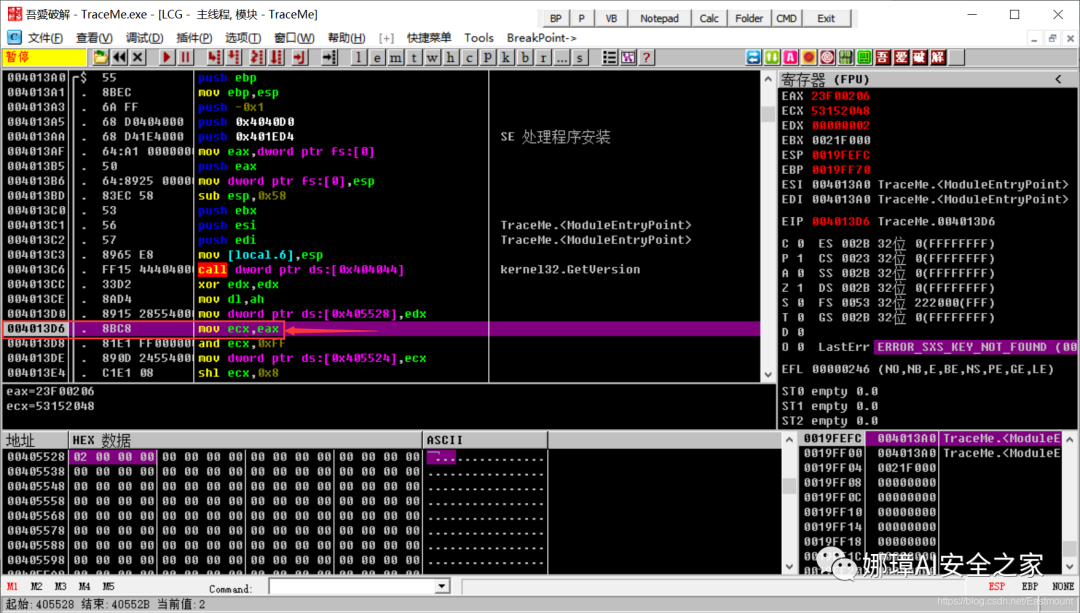 吾愛破解 - TraceMe.exe - [LCG - 主线程, 模块 - TraceMe]
BP P VB Notepad Calc Folder CMD Exit
文件(F) 查看(V) 调试(D) 插件(P) 选项(T) 窗口(W) 帮助(H) [+] 快捷菜单 Tools BreakPoint->
暂停 l e m t w h c P k b r ... s ? 吾 爱 破 解
004013A0 $ 55 push ebp
004013A1 . 8BEC mov ebp,esp
004013A3 . 6A FF push -0x1
004013A5 . 68 D0404000 push 0x4040D0
004013AA . 68 D41E4000 push 0x401ED4 SE 处理程序安装
004013AF . 64:A1 0000000 mov eax,dword ptr fs:[0]
004013B5 . 50 push eax
004013B6 . 64:8925 0000 mov dword ptr fs:[0],esp
004013BD . 83EC 58 sub esp,0x58
004013C0 . 53 push ebx
004013C1 . 56 push esi TraceMe.<ModuleEntryPoint>
004013C2 . 57 push edi TraceMe.<ModuleEntryPoint>
004013C3 . 8965 E8 mov [local.6],esp
004013C6 . FF15 4440400 call dword ptr ds:[0x404044] kernel32.GetVersion
004013CC . 33D2 xor edx,edx
004013CE . 8AD4 mov dl,ah
004013D0 . 8915 2855400 mov dword ptr ds:[0x405528],edx
004013D6 . 8BC8 mov ecx,eax
004013D8 . 81E1 FF00000 and ecx,0xFF
004013DE . 890D 2455400 mov dword ptr ds:[0x405524],ecx
004013E4 . C1E1 08 shl ecx,0x8
eax=23F00206
ecx=53152048
寄存器 (FPU) <
EAX 23F00206
ECX 53152048
EDX 00000002
EBX 0021F000
ESP 0019FEFC
EBP 0019FF70
ESI 004013A0 TraceMe.<ModuleEntryPoint>
EDI 004013A0 TraceMe.<ModuleEntryPoint>
EIP 004013D6 TraceMe.004013D6
C 0 ES 002B 32位 0(FFFFFFFF)
P 1 CS 0023 32位 0(FFFFFFFF)
A 0 SS 002B 32位 0(FFFFFFFF)
Z 1 DS 002B 32位 0(FFFFFFFF)
S 0 FS 0053 32位 222000(FFF)
T 0 GS 002B 32位 0(FFFFFFFF)
D 0
O 0 LastErr ERROR_SXS_KEY_NOT_FOUND (00
EFL 00000246 (NO,NB,E,BE,NS,PE,GE,LE)
ST0 empty 0.0
ST1 empty 0.0
ST2 empty 0.0
地址 HEX 数据 ASCII
00405528 02 00 00 00 00 00 00 00 00 00 00 00 00 00 00 00
00405538 00 00 00 00 00 00 00 00 00 00 00 00 00 00 00 00 ................
00405548 00 00 00 00 00 00 00 00 00 00 00 00 00 00 00 00 ................
00405558 00 00 00 00 00 00 00 00 00 00 00 00 00 00 00 00 ................
00405568 00 00 00 00 00 00 00 00 00 00 00 00 00 00 00 00 ................
00405578 00 00 00 00 00 00 00 00 00 00 00 00 00 00 00 00 ................
00405588 00 00 00 00 00 00 00 00 00 00 00 00 00 00 00 00 ................
00405598 00 00 00 00 00 00 00 00 00 00 00 00 00 00 00 00 ................
0019FEFC 004013A0 TraceMe.<ModuleE
0019FF00 004013A0 TraceMe.<ModuleE
0019FF04 0021F000
0019FF08 00000000
0019FF0C 00000000
0019FF10 00000000
0019FF14 00000000
0019FF18 00000000
娜璋AI安全之家
M1 M2 M3 M4 M5 Command: ESP EBP NONE
起始: 405528 结束: 40552B 当前值: 2
https://blog.csdn.net/Eastmount